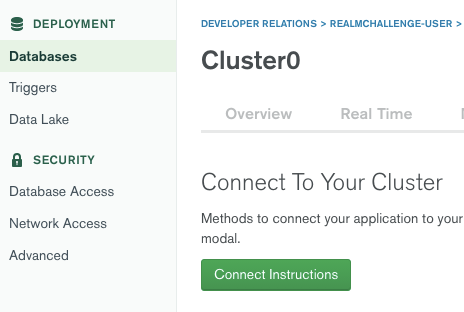 DEPLOYMENT
Databases
Triggers
Data Lake
SECURITY
Database Access
Network Access
Advanced
DEVELOPER RELATIONS > REALMCHALLENGE-USER >
Cluster0
Overview Real Time
Connect To Your Cluster
Methods to connect your application to your
modal.
Connect Instructions